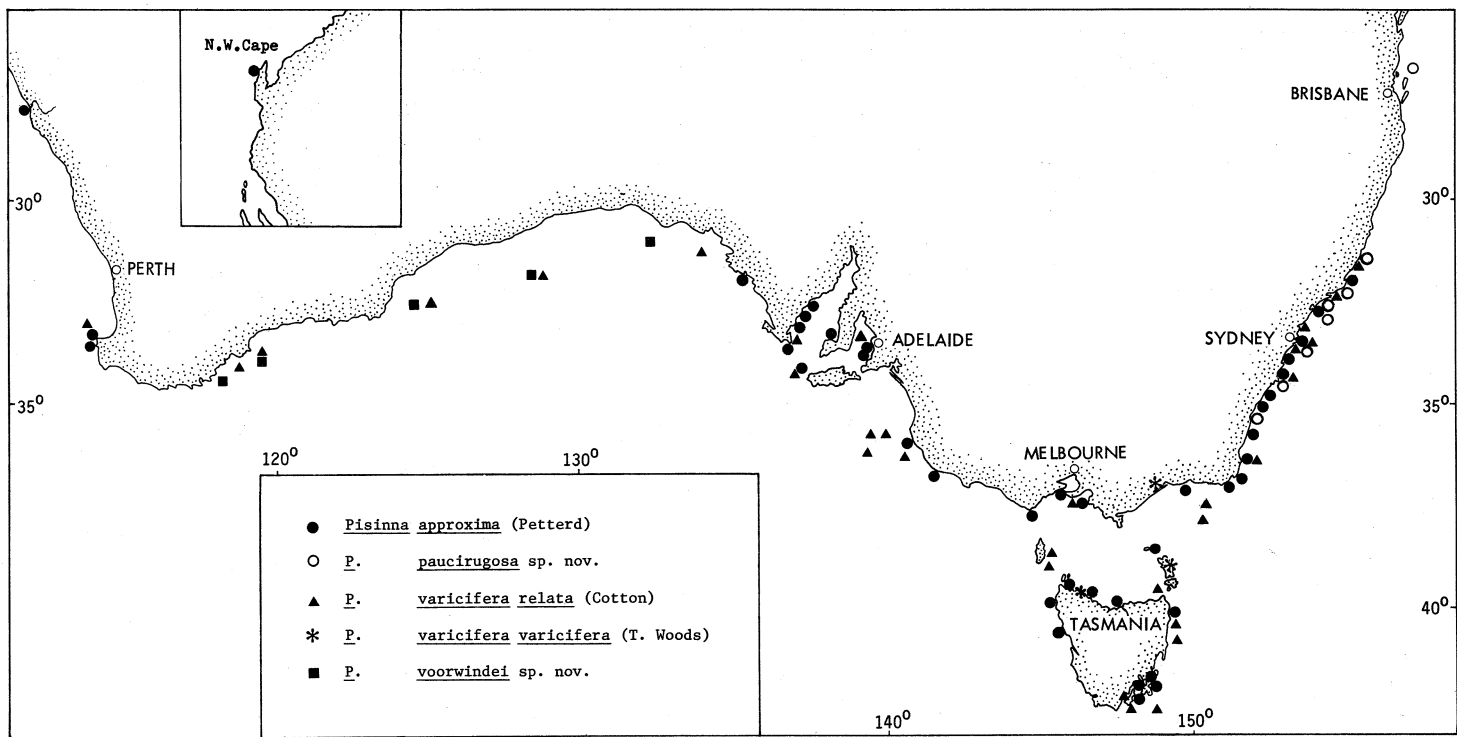 N.W.Cape
BRISBANE
30° 30°
PERTH
SYDNEY
ADELAIDE
35° 35°
MELBOURNE
120° 130°
● Pisinna approxima (Petterd)
○ P. paucirugosa sp. nov.
▲ P. varicifera relata (Cotton)
* P. varicifera varicifera (T. Woods)
■ P. voorwindei sp. nov.
40°
TASMANIA
140° 150°